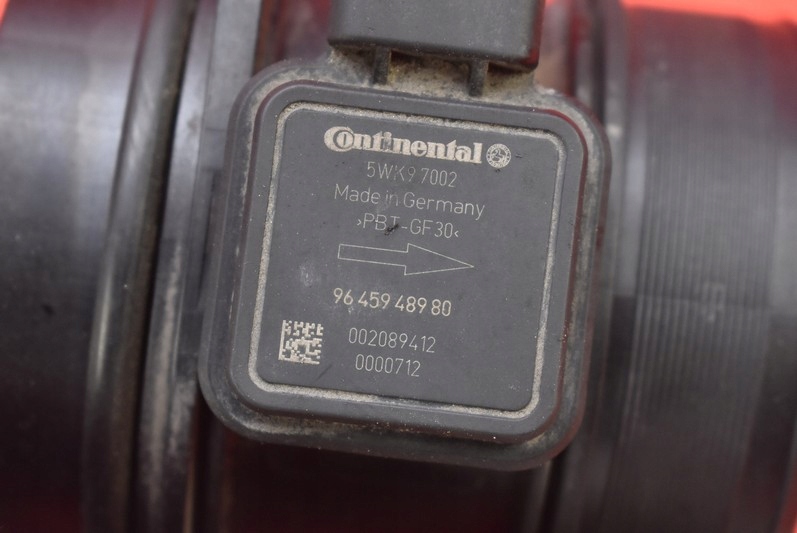 Continental
5WK9 7002
Made in Germany
>PBT-GF30<
96 459 489 80
002089412
0000712